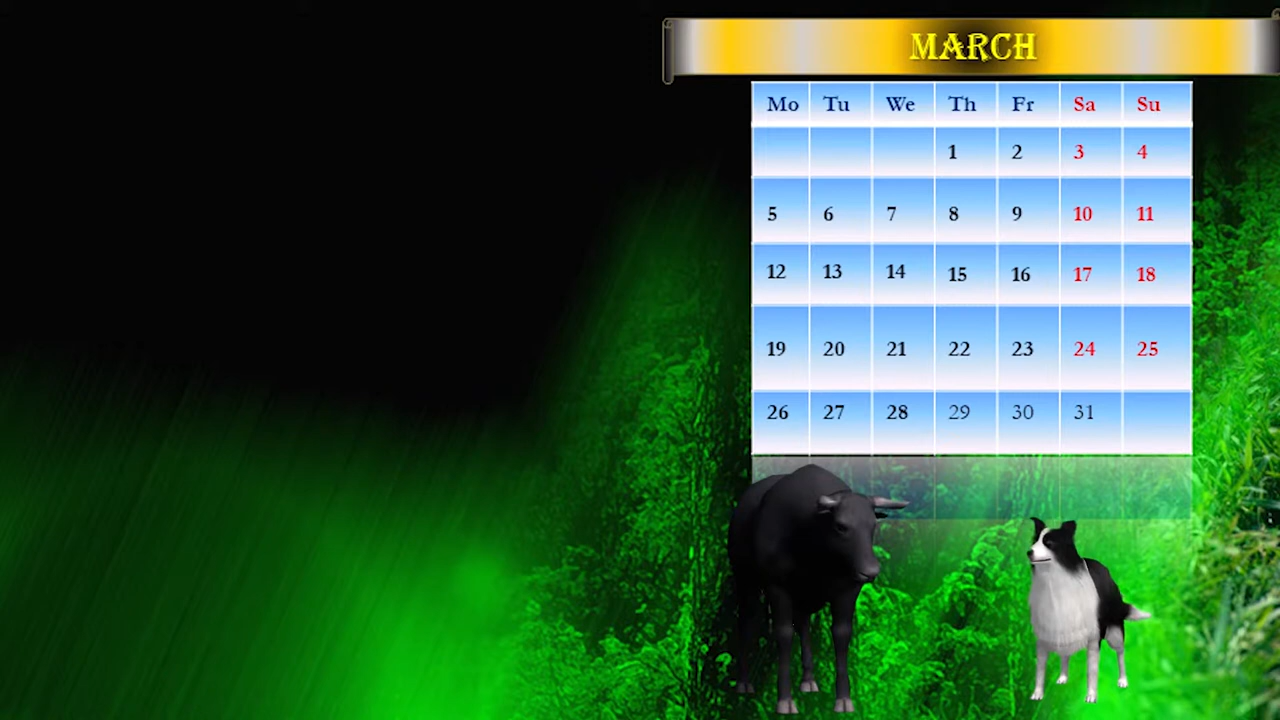 MARCH
Mo Tu We Th Fr Sa Su
1 2 3 4
5 6 7 8 9 10 11
12 13 14 15 16 17 18
19 20 21 22 23 24 25
26 27 28 29 30 31